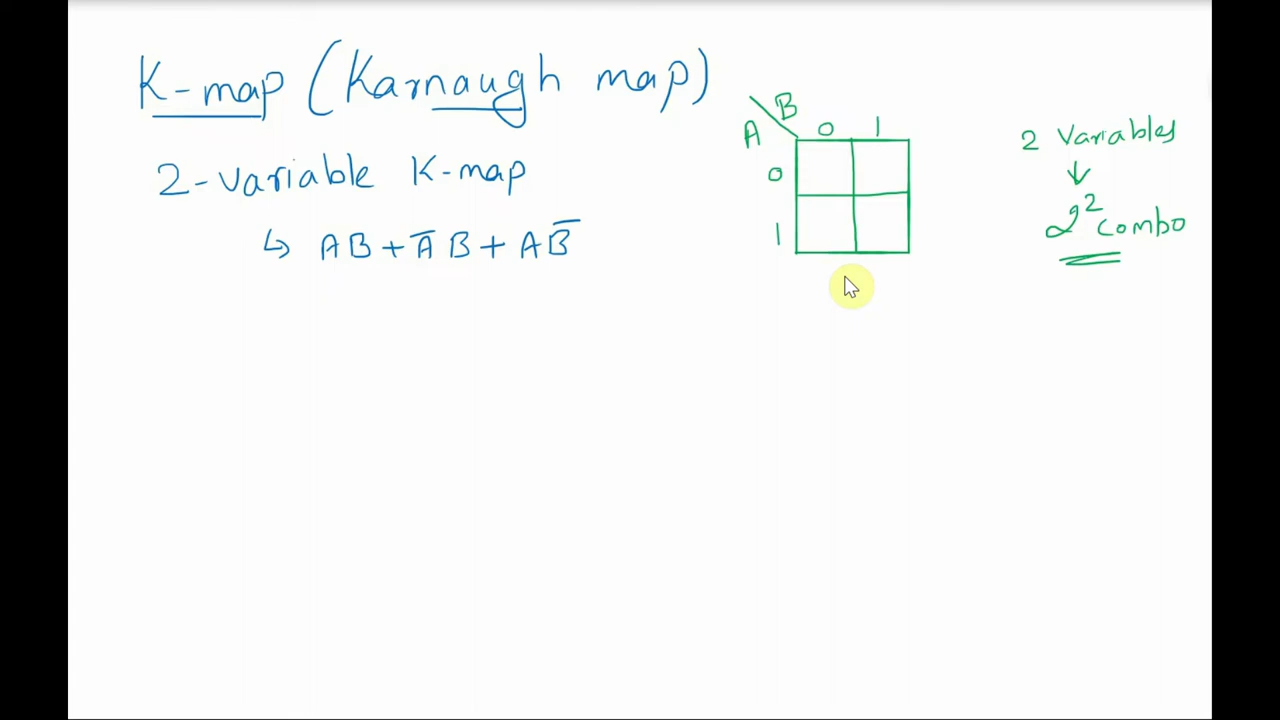 K-map (Karnaugh map)
2-variable K-map
↳ AB + A̅B + AB̅
B
A 0 1
0
1
2 Variables
↓
2² Combo